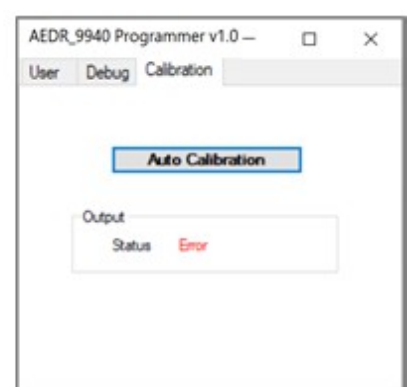 AEDR_9940 Programmer v1.0 —
User Debug Calibration
Auto Calibration
Output
Status Error